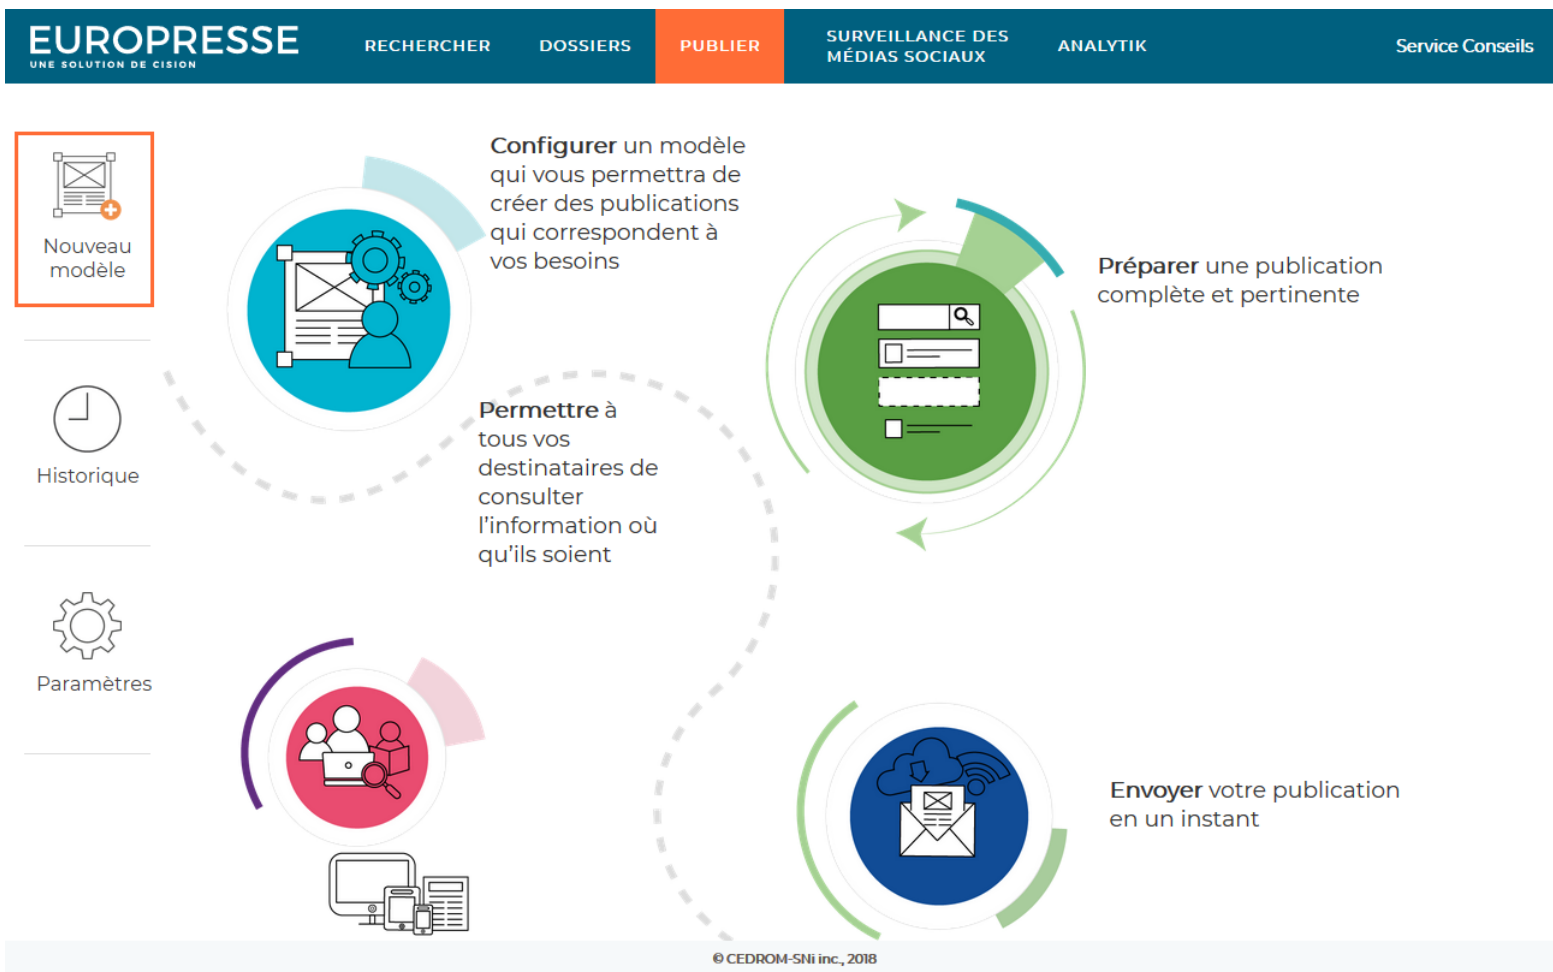 EUROPRESSE
UNE SOLUTION DE CISION
RECHERCHER
DOSSIERS
PUBLIER
SURVEILLANCE DES
MÉDIAS SOCIAUX
ANALYTIK
Service Conseils
Nouveau
modèle
Historique
Paramètres
Configurer un modèle
qui vous permettra de
créer des publications
qui correspondent à
vos besoins
Préparer une publication
complète et pertinente
Permettre à
tous vos
destinataires de
consulter
l'information où
qu'ils soient
Envoyer votre publication
en un instant
© CEDROM-SNi inc., 2018